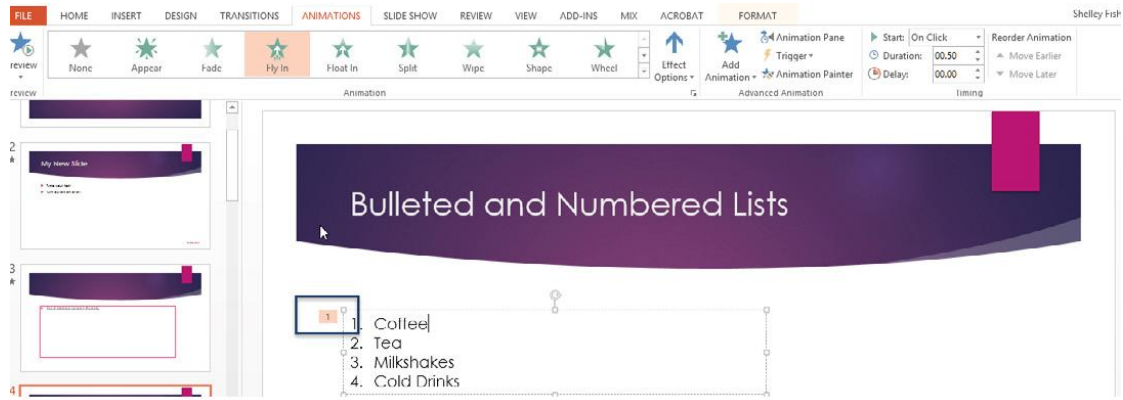 FILE HOME INSERT DESIGN TRANSITIONS ANIMATIONS SLIDE SHOW REVIEW VIEW ADD-INS MIX ACROBAT FORMAT Shelley Fish
review None Appear Fade Fly In Float In Split Wipe Shape Wheel Effect Options Add Animation
Animation Pane
Trigger
Animation Painter
Start: On Click
Duration: 00.50
Delay: 00.00
Reorder Animation
Move Earlier
Move Later
review Animation Advanced Animation Timing
2
My New Slide
3
4
Bulleted and Numbered Lists
1
1. Coffee
2. Tea
3. Milkshakes
4. Cold Drinks